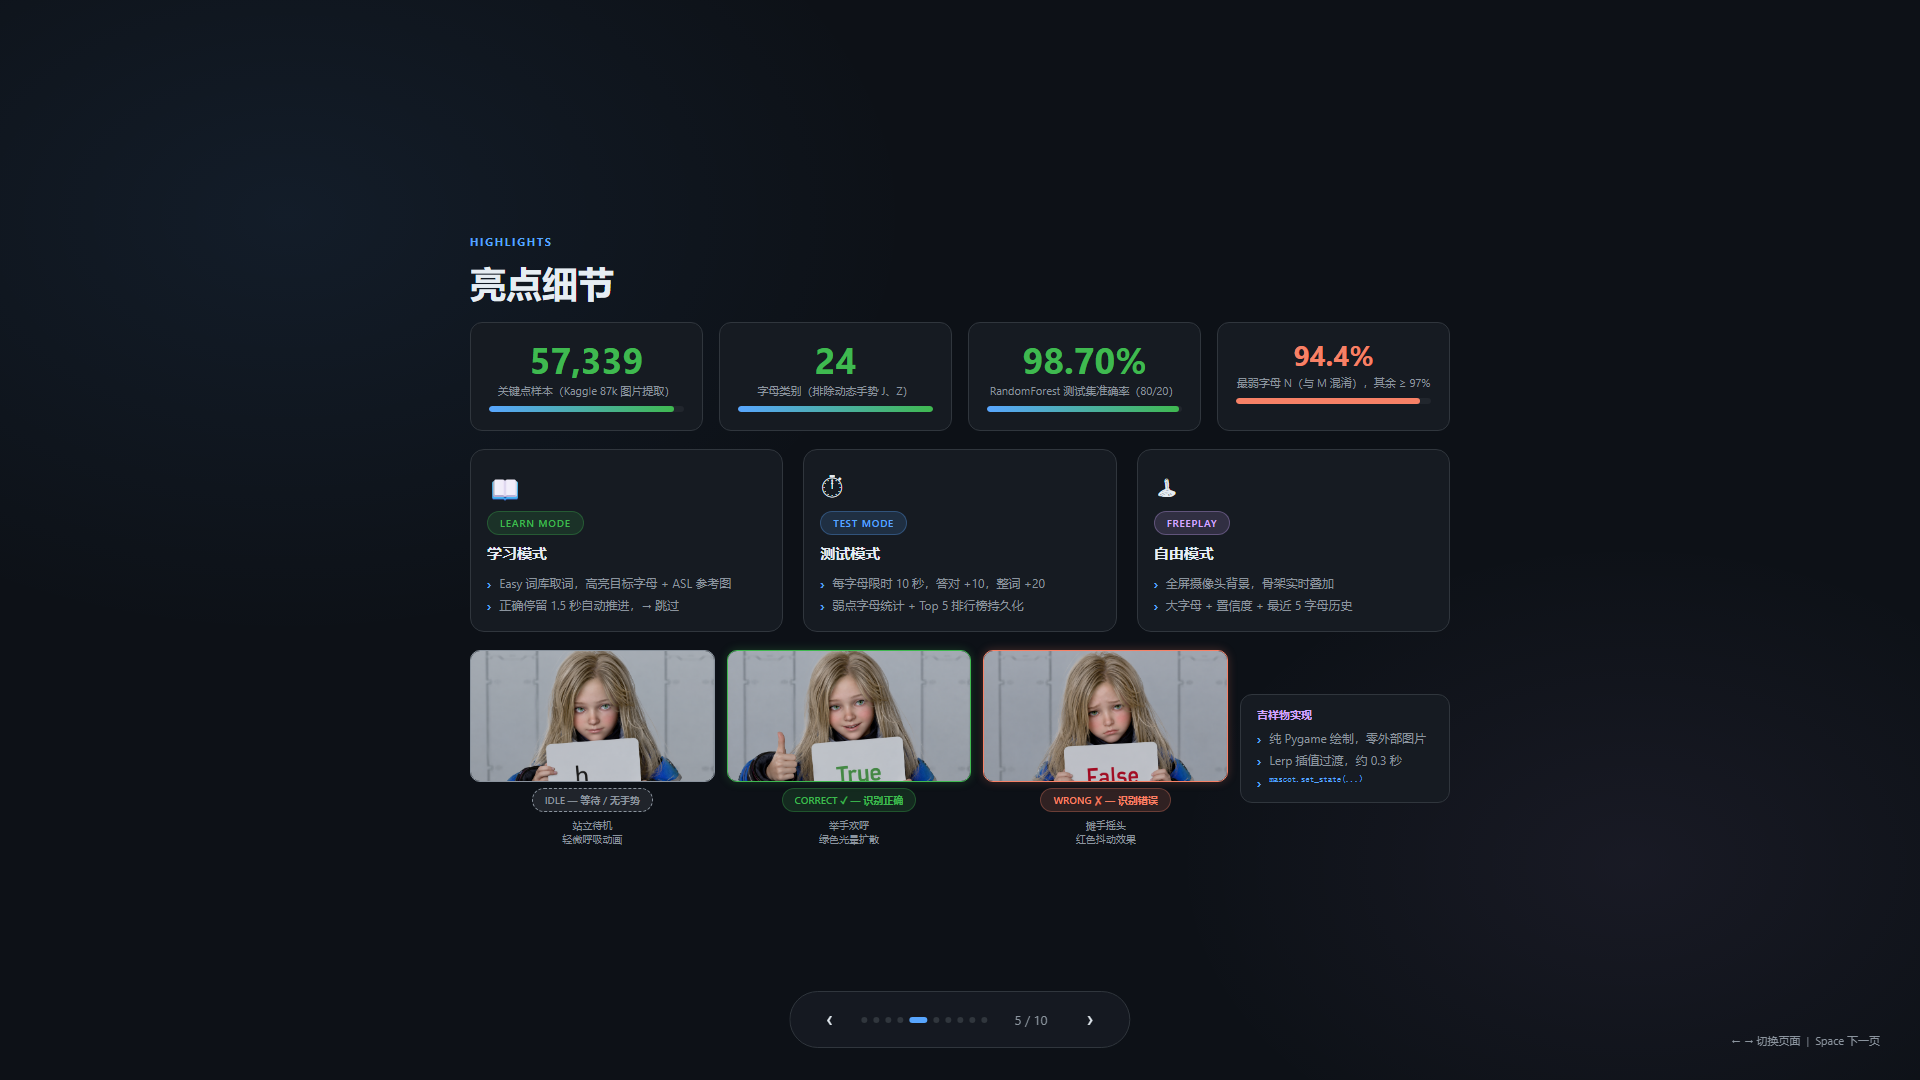 HIGHLIGHTS
亮点细节
57,339
关键点样本（Kaggle 87k 图片提取）
24
字母类别（排除动态手势 J、Z）
98.70%
RandomForest 测试集准确率（80/20）
94.4%
最弱字母 N（与 M 混淆），其余 ≥ 97%
LEARN MODE
学习模式
› Easy 词库取词，高亮目标字母 + ASL 参考图
› 正确停留 1.5 秒自动推进，→ 跳过
TEST MODE
测试模式
› 每字母限时 10 秒，答对 +10，整词 +20
› 弱点字母统计 + Top 5 排行榜持久化
FREEPLAY
自由模式
› 全屏摄像头背景，骨架实时叠加
› 大字母 + 置信度 + 最近 5 字母历史
h
IDLE — 等待 / 无手势
站立待机
轻微呼吸动画
True
CORRECT ✓ — 识别正确
举手欢呼
绿色光晕扩散
False
WRONG ✗ — 识别错误
摊手摇头
红色抖动效果
吉祥物实现
› 纯 Pygame 绘制，零外部图片
› Lerp 插值过渡，约 0.3 秒
› mascot.set_state(...)
‹ 5 / 10 ›
← → 切换页面 | Space 下一页